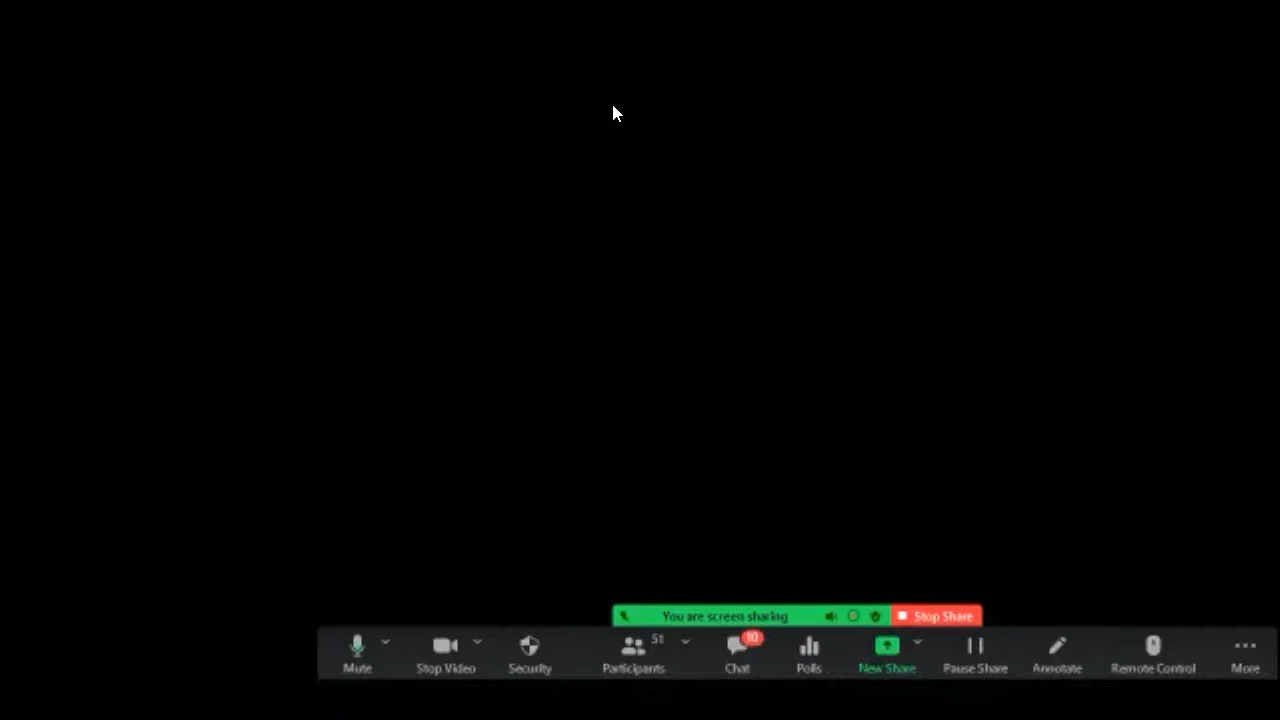 You are screen sharing Stop Share
51 10
Mute Stop Video Security Participants Chat Polls New Share Pause Share Annotate Remote Control More